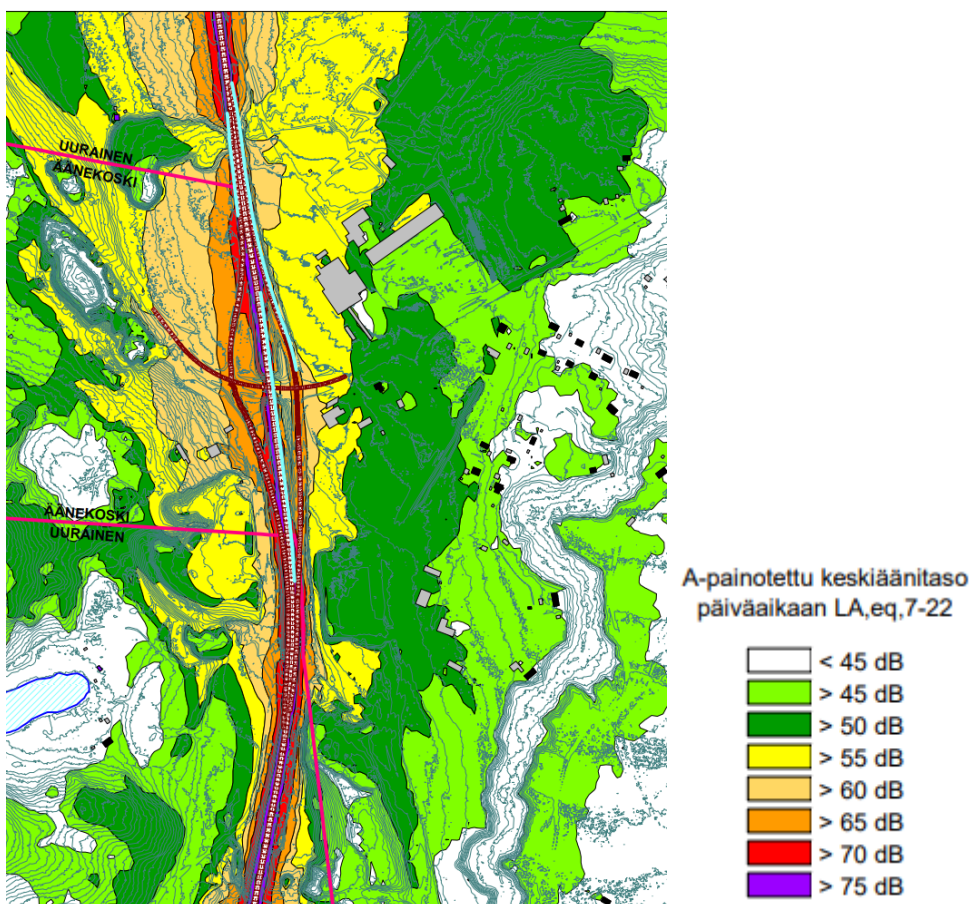 UURAINEN
ÄÄNEKOSKI
ÄÄNEKOSKI
UURAINEN
A-painotettu keskiäänitaso
päiväaikaan LA,eq,7-22
< 45 dB
> 45 dB
> 50 dB
> 55 dB
> 60 dB
> 65 dB
> 70 dB
> 75 dB